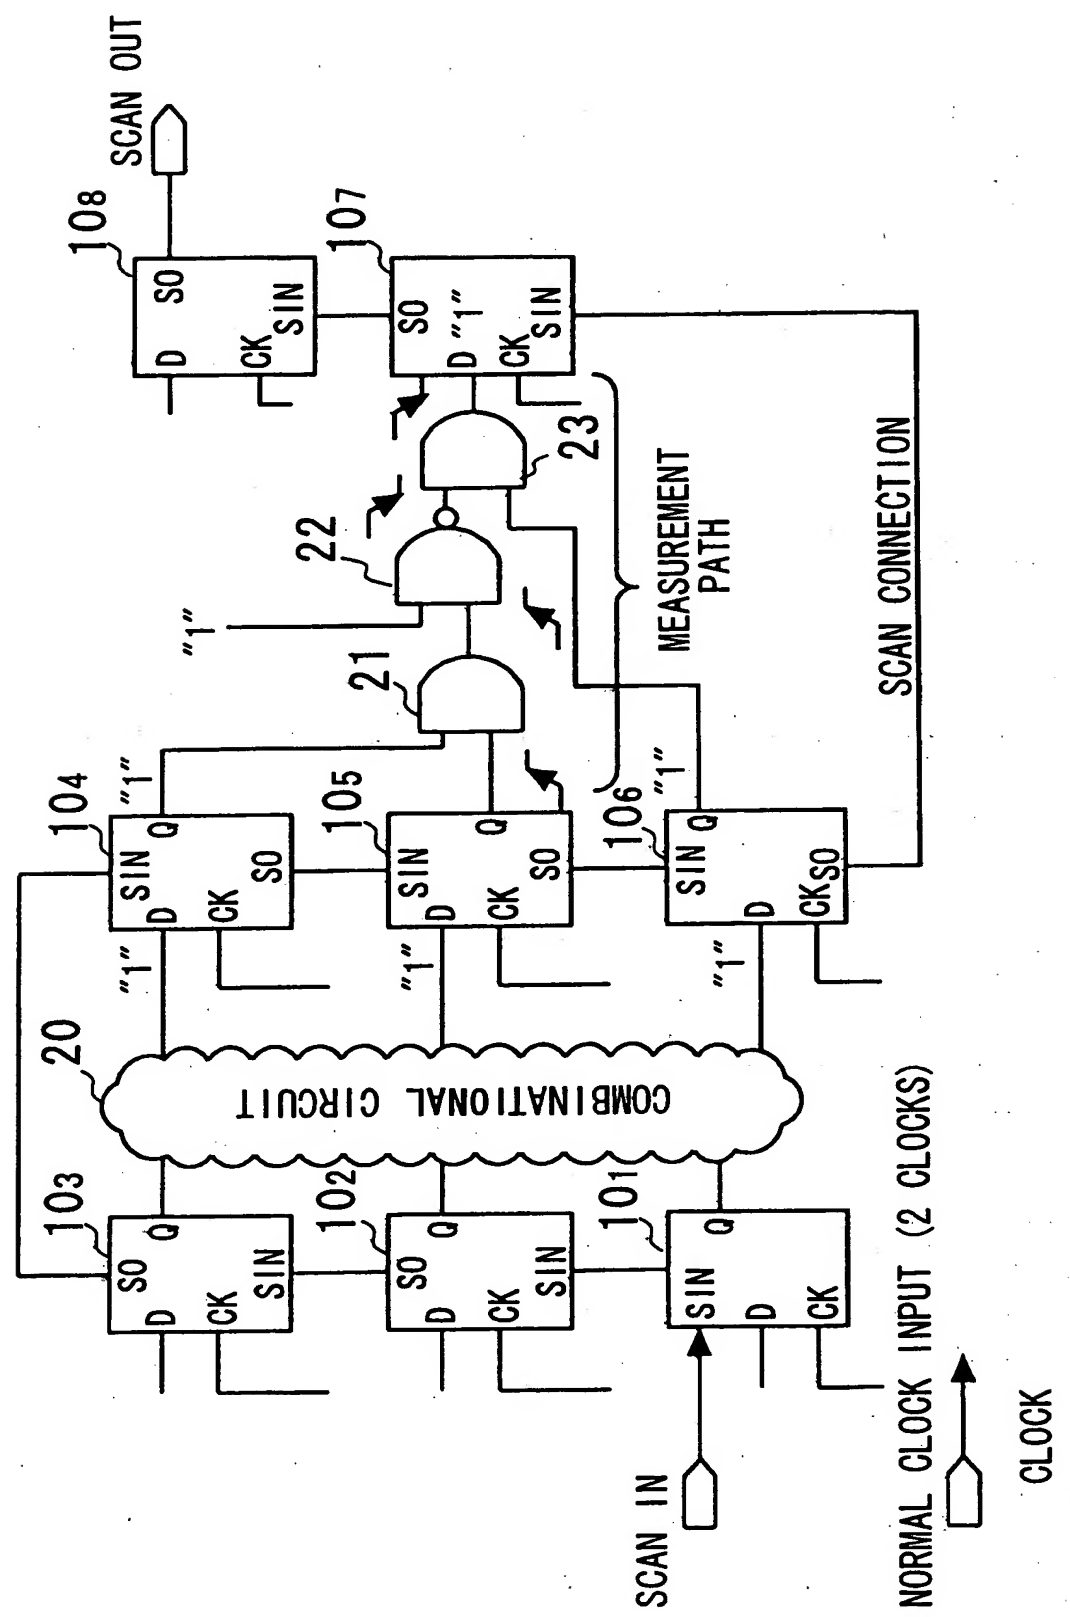 SCAN OUT
108
D
SO
CK
SIN
107
SO
D
"1"
CK
SIN
23
22
"1"
21
MEASUREMENT
PATH
SCAN CONNECTION
104
"1"
SIN
Q
D
CK
SO
"1"
105
SIN
Q
D
CK
SO
"1"
106
"1"
SIN
Q
D
CK
SO
"1"
20
COMBINATIONAL CIRCUIT
103
SO
Q
D
CK
SIN
102
SO
Q
D
CK
SIN
101
SIN
Q
D
CK
SCAN IN
NORMAL CLOCK INPUT (2 CLOCKS)
CLOCK